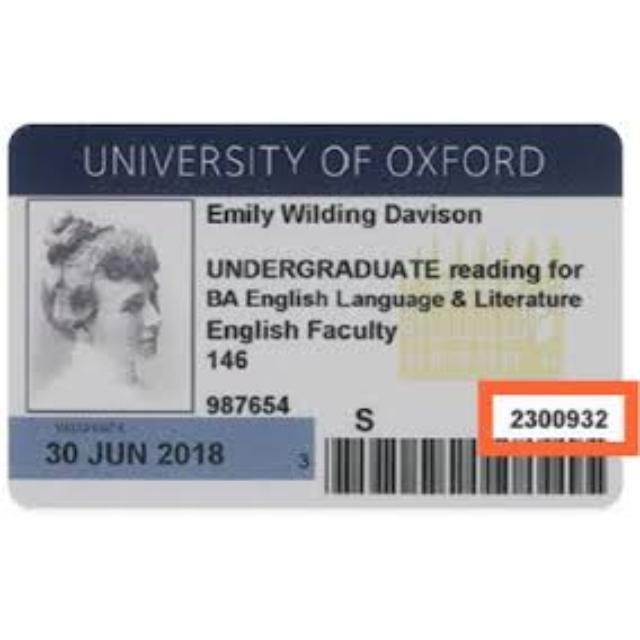 UNIVERSITY OF OXFORD
Emily Wilding Davison
UNDERGRADUATE reading for
BA English Language & Literature
English Faculty
146
987654
S
2300932
30 JUN 2018
3